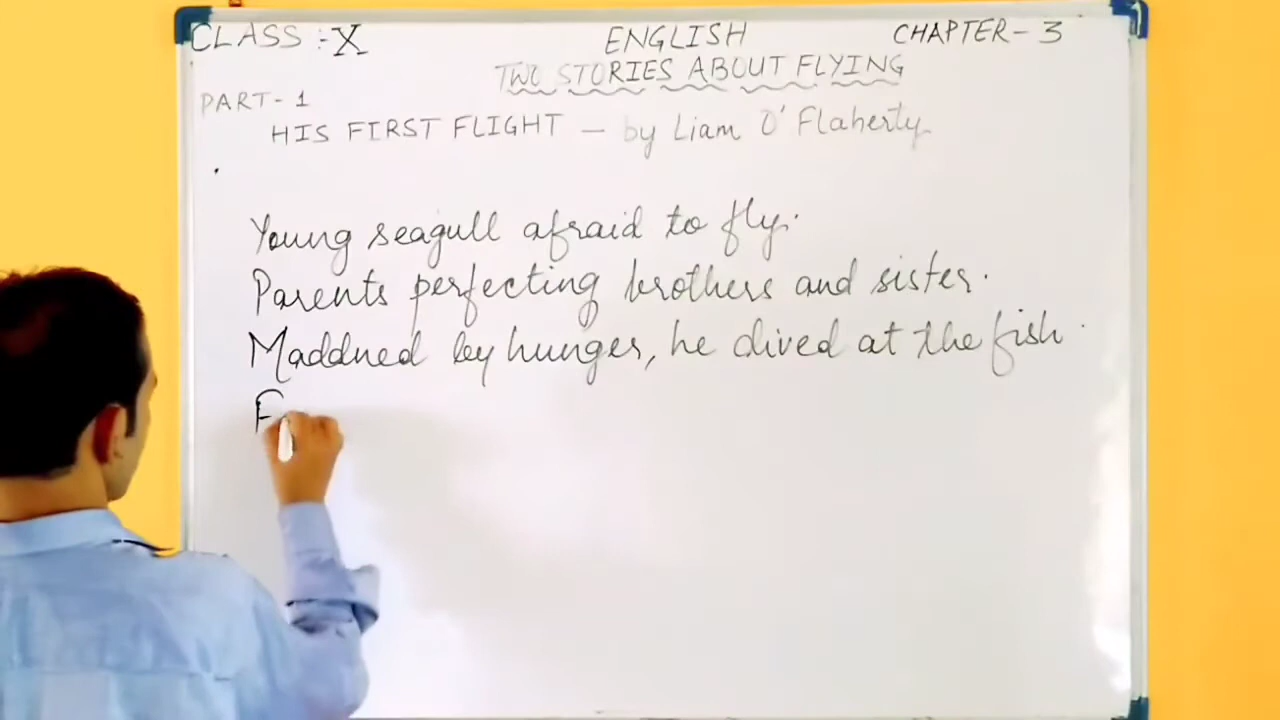 CLASS :- X ENGLISH CHAPTER - 3
TWO STORIES ABOUT FLYING
PART - 1
HIS FIRST FLIGHT — by Liam O' Flaherty
Young seagull afraid to fly.
Parents perfecting brothers and sister.
Maddned by hunger, he dived at the fish.
F